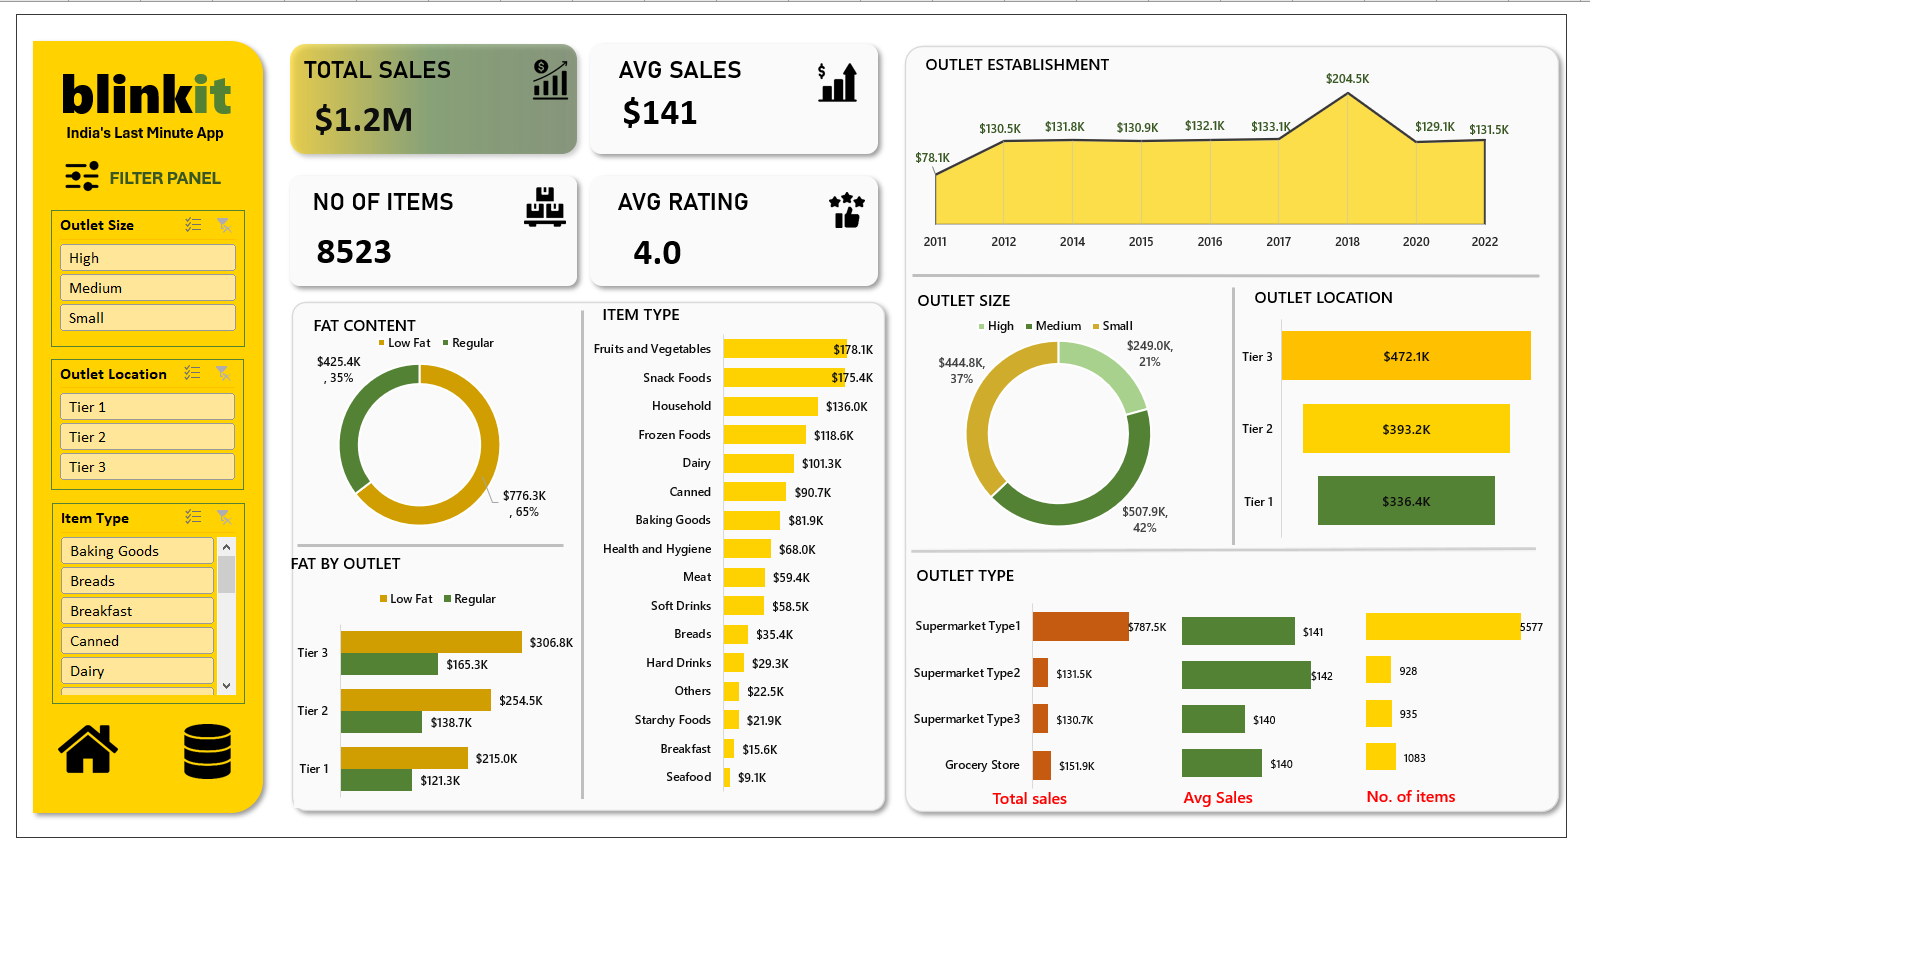 blinkit
India's Last Minute App
FILTER PANEL
Outlet Size
High
Medium
Small
Outlet Location
Tier 1
Tier 2
Tier 3
Item Type
Baking Goods
Breads
Breakfast
Canned
Dairy
TOTAL SALES
$1.2M
AVG SALES
$141
NO OF ITEMS
8523
AVG RATING
4.0
FAT CONTENT
Low Fat Regular
$425.4K
, 35%
$776.3K
, 65%
FAT BY OUTLET
Low Fat Regular
Tier 3
$306.8K
$165.3K
Tier 2
$254.5K
$138.7K
Tier 1
$215.0K
$121.3K
ITEM TYPE
Fruits and Vegetables $178.1K
Snack Foods $175.4K
Household $136.0K
Frozen Foods $118.6K
Dairy $101.3K
Canned $90.7K
Baking Goods $81.9K
Health and Hygiene $68.0K
Meat $59.4K
Soft Drinks $58.5K
Breads $35.4K
Hard Drinks $29.3K
Others $22.5K
Starchy Foods $21.9K
Breakfast $15.6K
Seafood $9.1K
OUTLET ESTABLISHMENT
$78.1K $130.5K $131.8K $130.9K $132.1K $133.1K $204.5K $129.1K $131.5K
2011 2012 2014 2015 2016 2017 2018 2020 2022
OUTLET SIZE
High Medium Small
$249.0K,
21%
$444.8K,
37%
$507.9K,
42%
OUTLET LOCATION
Tier 3 $472.1K
Tier 2 $393.2K
Tier 1 $336.4K
OUTLET TYPE
Supermarket Type1 $787.5K $141 5577
Supermarket Type2 $131.5K $142 928
Supermarket Type3 $130.7K $140 935
Grocery Store $151.9K $140 1083
Total sales Avg Sales No. of items